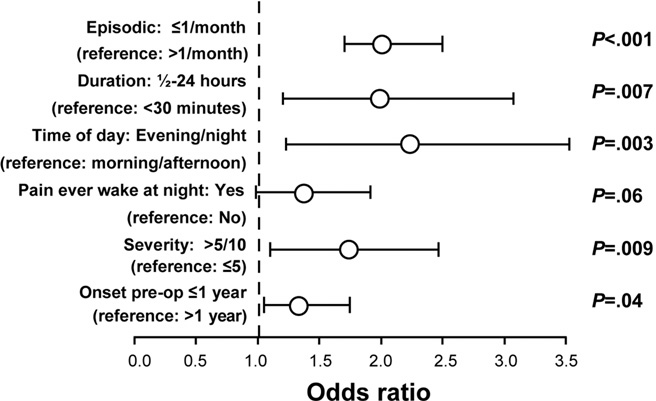 Episodic: ≤1/month
(reference: >1/month)
P<.001
Duration: ½-24 hours
(reference: <30 minutes)
P=.007
Time of day: Evening/night
(reference: morning/afternoon)
P=.003
Pain ever wake at night: Yes
(reference: No)
P=.06
Severity: >5/10
(reference: ≤5)
P=.009
Onset pre-op ≤1 year
(reference: >1 year)
P=.04
0.0 0.5 1.0 1.5 2.0 2.5 3.0 3.5
Odds ratio